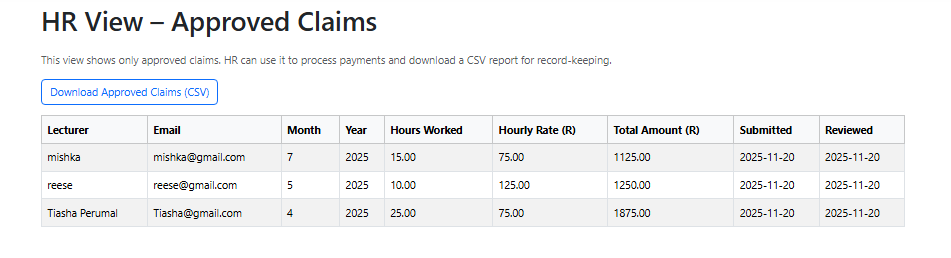 HR View – Approved Claims
This view shows only approved claims. HR can use it to process payments and download a CSV report for record-keeping.
Download Approved Claims (CSV)
Lecturer Email Month Year Hours Worked Hourly Rate (R) Total Amount (R) Submitted Reviewed
mishka mishka@gmail.com 7 2025 15.00 75.00 1125.00 2025-11-20 2025-11-20
reese reese@gmail.com 5 2025 10.00 125.00 1250.00 2025-11-20 2025-11-20
Tiasha Perumal Tiasha@gmail.com 4 2025 25.00 75.00 1875.00 2025-11-20 2025-11-20